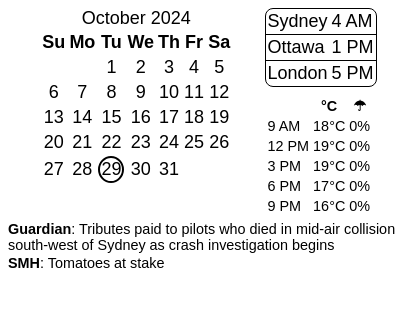 October 2024
Su Mo Tu We Th Fr Sa
1 2 3 4 5
6 7 8 9 10 11 12
13 14 15 16 17 18 19
20 21 22 23 24 25 26
27 28 29 30 31
Sydney 4 AM
Ottawa 1 PM
London 5 PM
°C ☂
9 AM 18°C 0%
12 PM 19°C 0%
3 PM 19°C 0%
6 PM 17°C 0%
9 PM 16°C 0%
Guardian: Tributes paid to pilots who died in mid-air collision
south-west of Sydney as crash investigation begins
SMH: Tomatoes at stake